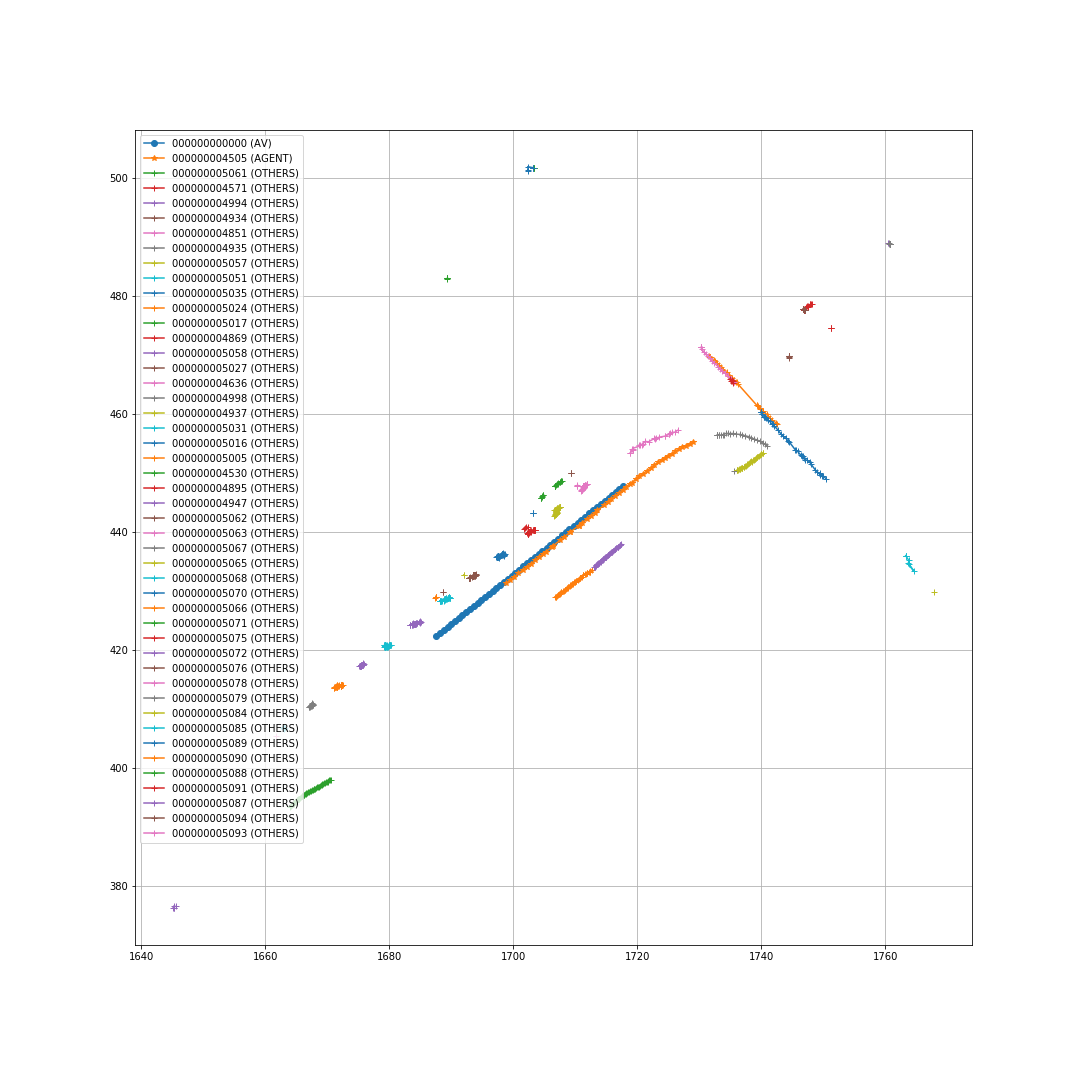 000000000000 (AV)
000000004505 (AGENT)
000000005061 (OTHERS)
000000004571 (OTHERS)
000000004994 (OTHERS)
000000004934 (OTHERS)
000000004851 (OTHERS)
000000004935 (OTHERS)
000000005057 (OTHERS)
000000005051 (OTHERS)
000000005035 (OTHERS)
000000005024 (OTHERS)
000000005017 (OTHERS)
000000004869 (OTHERS)
000000005058 (OTHERS)
000000005027 (OTHERS)
000000004636 (OTHERS)
000000004998 (OTHERS)
000000004937 (OTHERS)
000000005031 (OTHERS)
000000005016 (OTHERS)
000000005005 (OTHERS)
000000004530 (OTHERS)
000000004895 (OTHERS)
000000004947 (OTHERS)
000000005062 (OTHERS)
000000005063 (OTHERS)
000000005067 (OTHERS)
000000005065 (OTHERS)
000000005068 (OTHERS)
000000005070 (OTHERS)
000000005066 (OTHERS)
000000005071 (OTHERS)
000000005075 (OTHERS)
000000005072 (OTHERS)
000000005076 (OTHERS)
000000005078 (OTHERS)
000000005079 (OTHERS)
000000005084 (OTHERS)
000000005085 (OTHERS)
000000005089 (OTHERS)
000000005090 (OTHERS)
000000005088 (OTHERS)
000000005091 (OTHERS)
000000005087 (OTHERS)
000000005094 (OTHERS)
000000005093 (OTHERS)
500
480
460
440
420
400
380
1640 1660 1680 1700 1720 1740 1760